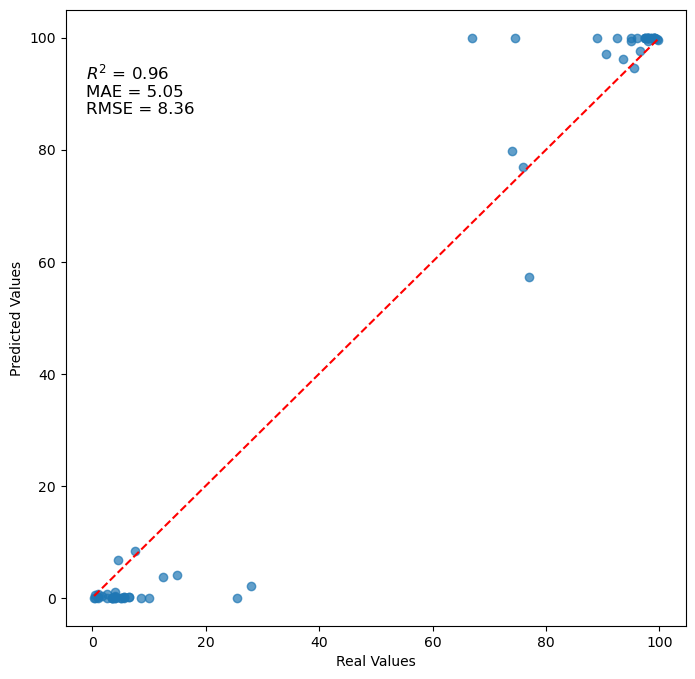 R² = 0.96
MAE = 5.05
RMSE = 8.36
100
80
60
40
20
0
Predicted Values
0 20 40 60 80 100
Real Values